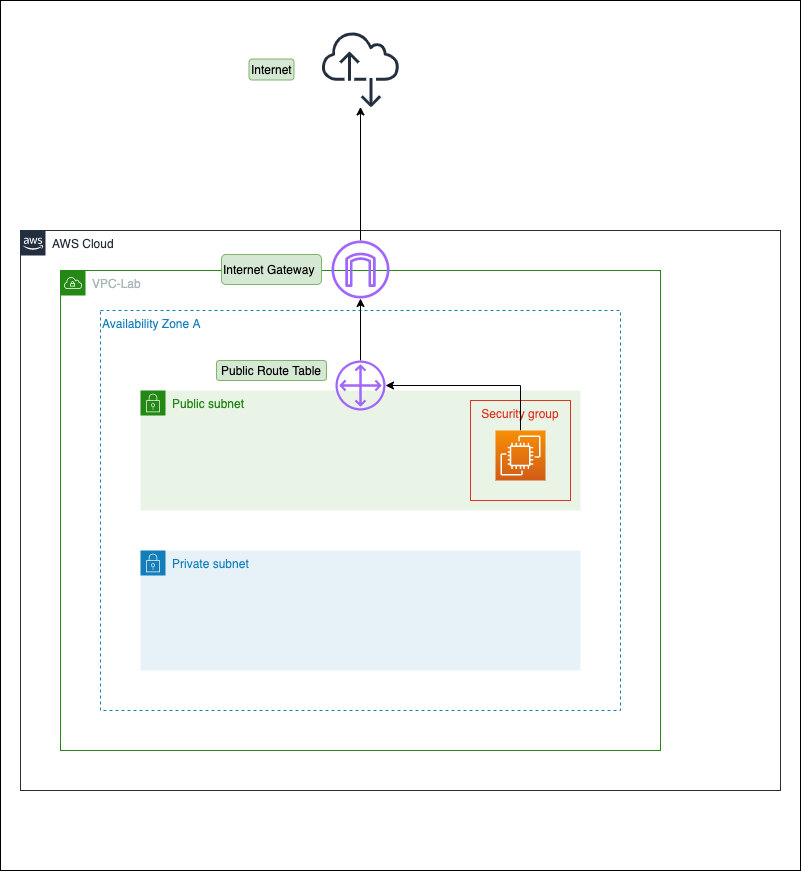 Internet
aws
AWS Cloud
Internet Gateway
VPC-Lab
Availability Zone A
Public Route Table
Public subnet
Security group
Private subnet